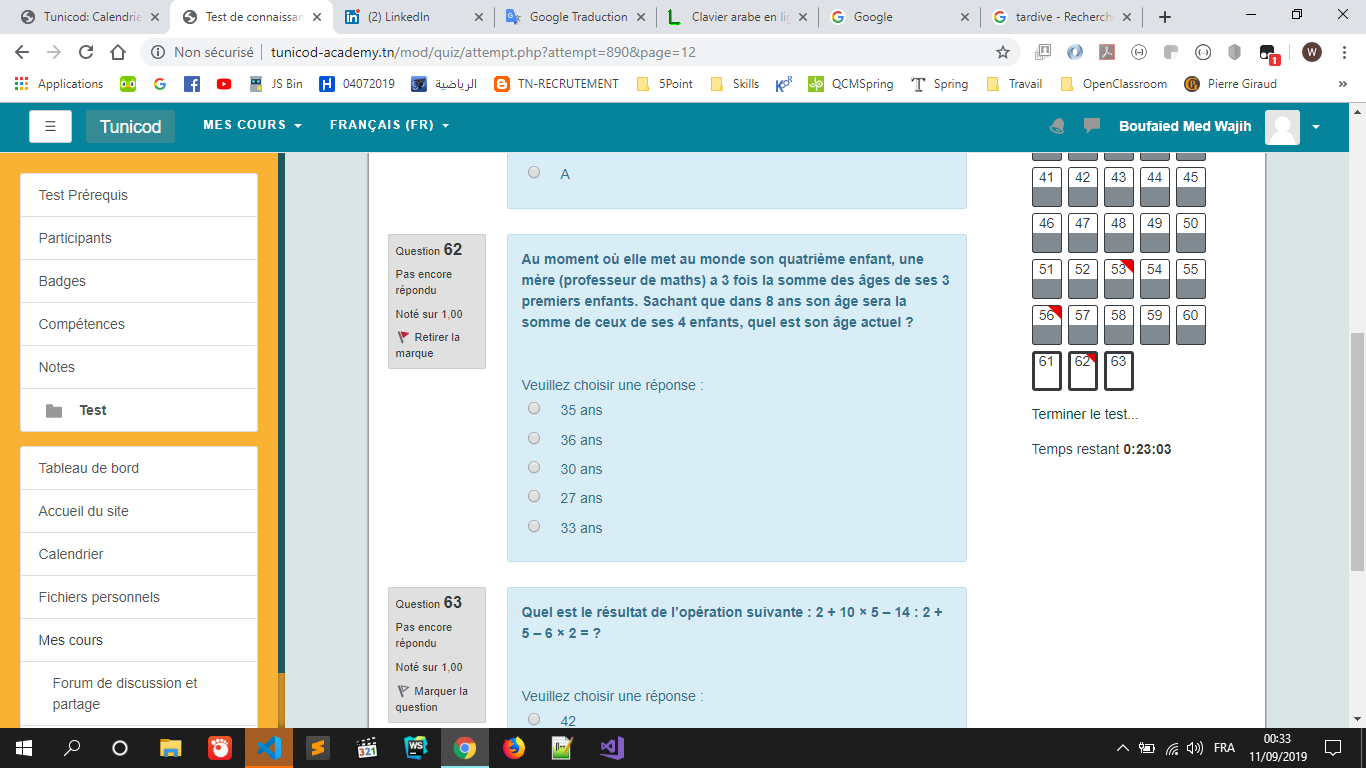 Tunicod: Calendrie
Test de connaissan
(2) LinkedIn
Google Traduction
Clavier arabe en lig
Google
tardive - Recherch
Non sécurisé
tunicod-academy.tn/mod/quiz/attempt.php?attempt=890&page=12
W
1
Applications
JS Bin
04072019
الرياضية
TN-RECRUTEMENT
5Point
Skills
QCMSpring
Spring
Travail
OpenClassroom
Pierre Giraud
»
Tunicod
MES COURS
FRANÇAIS (FR)
Boufaied Med Wajih
Test Prérequis
Participants
Badges
Compétences
Notes
Test
Tableau de bord
Accueil du site
Calendrier
Fichiers personnels
Mes cours
Forum de discussion et
partage
A
Question 62
Pas encore
répondu
Noté sur 1,00
Retirer la
marque
Au moment où elle met au monde son quatrième enfant, une
mère (professeur de maths) a 3 fois la somme des âges de ses 3
premiers enfants. Sachant que dans 8 ans son âge sera la
somme de ceux de ses 4 enfants, quel est son âge actuel ?
Veuillez choisir une réponse :
35 ans
36 ans
30 ans
27 ans
33 ans
Question 63
Pas encore
répondu
Noté sur 1,00
Marquer la
question
Quel est le résultat de l'opération suivante : 2 + 10 × 5 – 14 : 2 +
5 – 6 × 2 = ?
Veuillez choisir une réponse :
42
41 42 43 44 45
46 47 48 49 50
51 52 53 54 55
56 57 58 59 60
61 62 63
Terminer le test...
Temps restant 0:23:03
321
WS
FRA
00:33
11/09/2019